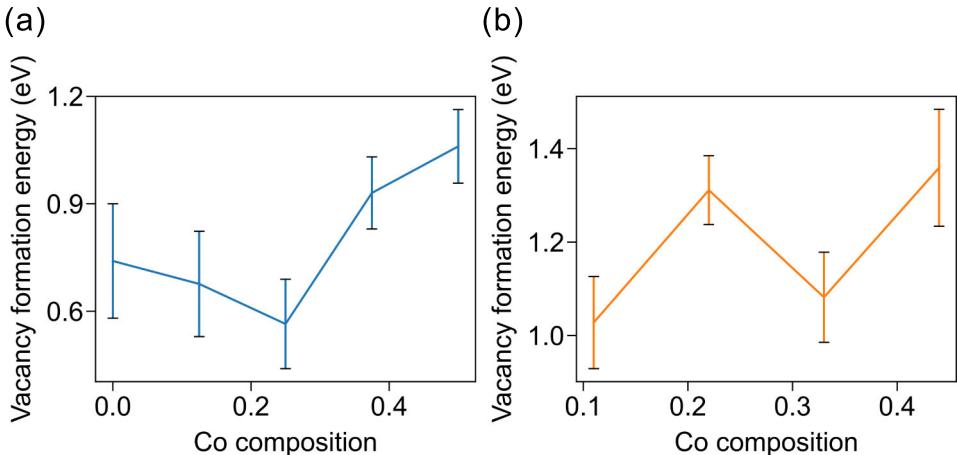 (a)
Vacancy formation energy (eV)
1.2
0.9
0.6
0.0 0.2 0.4
Co composition
(b)
Vacancy formation energy (eV)
1.4
1.2
1.0
0.1 0.2 0.3 0.4
Co composition